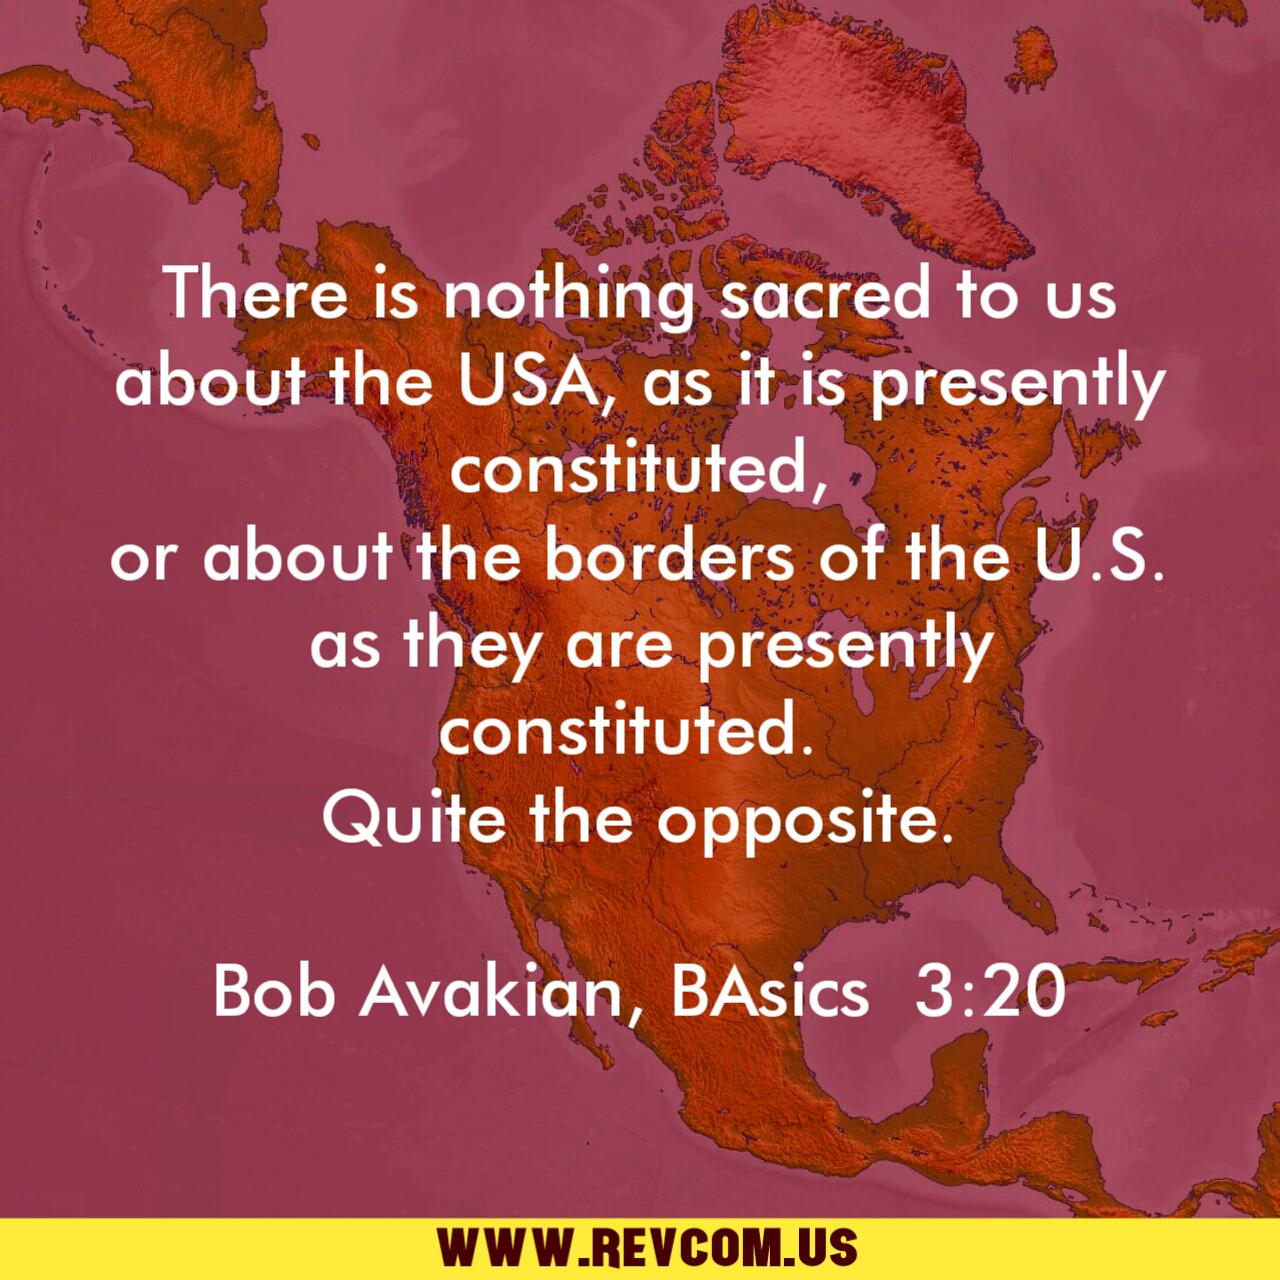 There is nothing sacred to us
about the USA, as it is presently
constituted,
or about the borders of the U.S.
as they are presently
constituted.
Quite the opposite.
Bob Avakian, BAsics 3:20
WWW.REVCOM.US